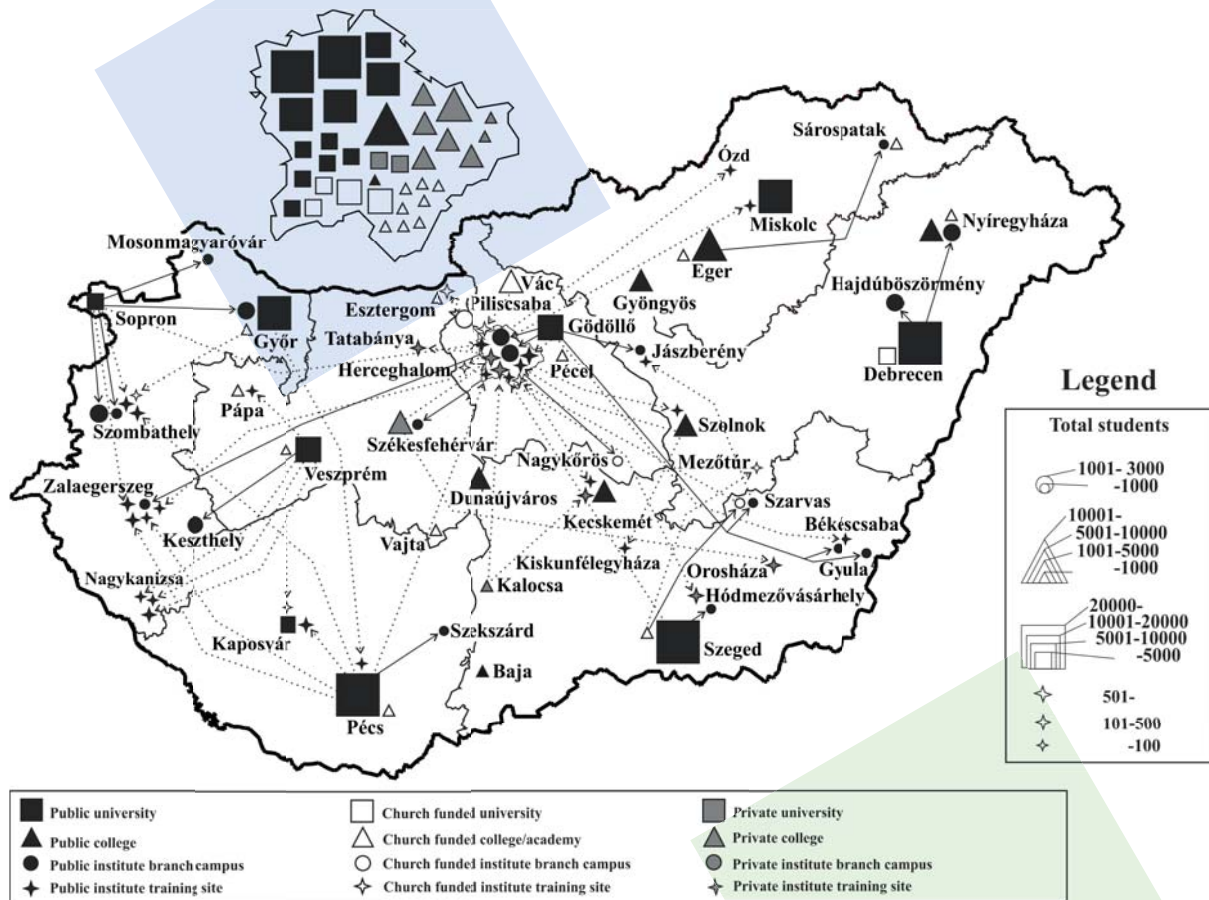 Sárospatak
Ózd
Miskolc
Nyíregyháza
Mosonmagyaróvár
Eger
Vác
Hajdúböszörmény
Esztergom
Piliscsaba
Gyöngyös
Sopron
Gödöllő
Győr
Tatabánya
Jászberény
Herceghalom
Pécel
Debrecen
Pápa
Szolnok
Szombathely
Székesfehérvár
Veszprém
Nagykőrös
Mezőtúr
Zalaegerszeg
Dunaújváros
Szarvas
Kecskemét
Békéscsaba
Keszthely
Vajta
Kiskunfélegyháza
Gyula
Orosháza
Nagykanizsa
Kalocsa
Hódmezővásárhely
Kaposvár
Szekszárd
Szeged
Baja
Pécs
Legend
Total students
1001- 3000
-1000
10001-
5001-10000
1001-5000
-1000
20000-
10001-20000
5001-10000
-5000
501-
101-500
-100
Public university
Church funded university
Private university
Public college
Church funded college/academy
Private college
Public institute branch campus
Church funded institute branch campus
Private institute branch campus
Public institute training site
Church funded institute training site
Private institute training site